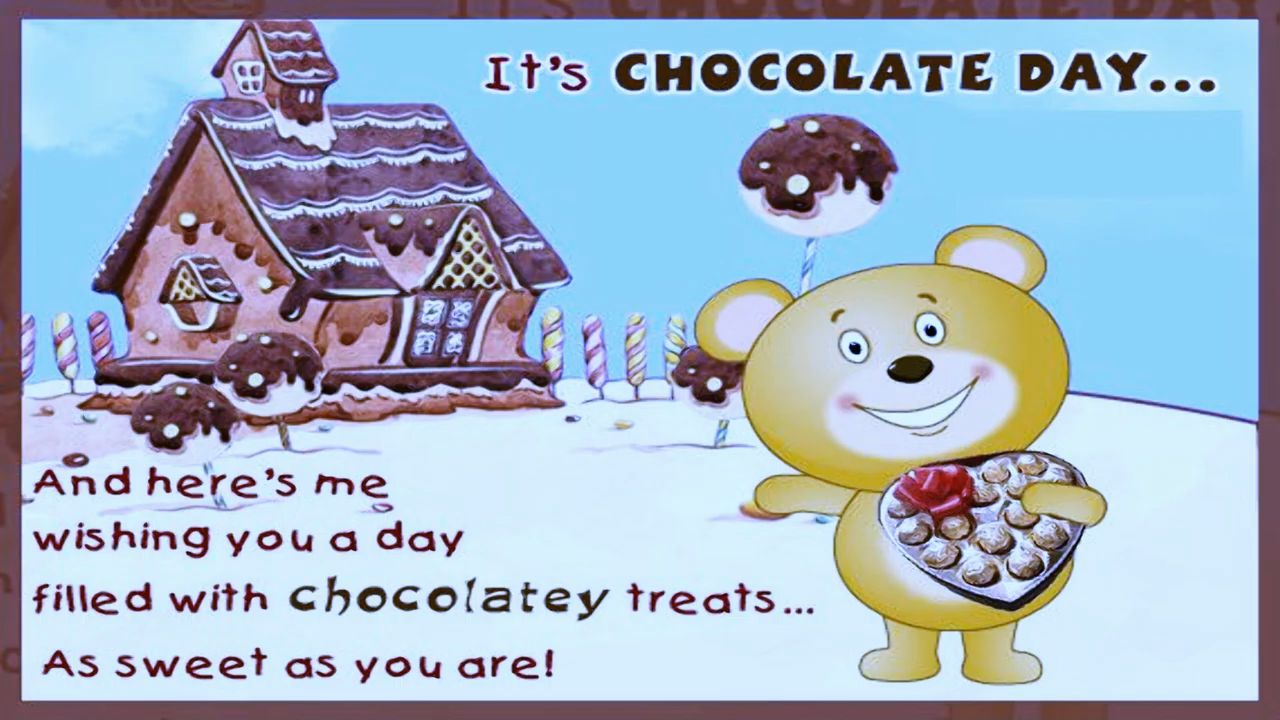 It's CHOCOLATE DAY...
And here's me
wishing you a day
filled with chocolatey treats...
As sweet as you are!